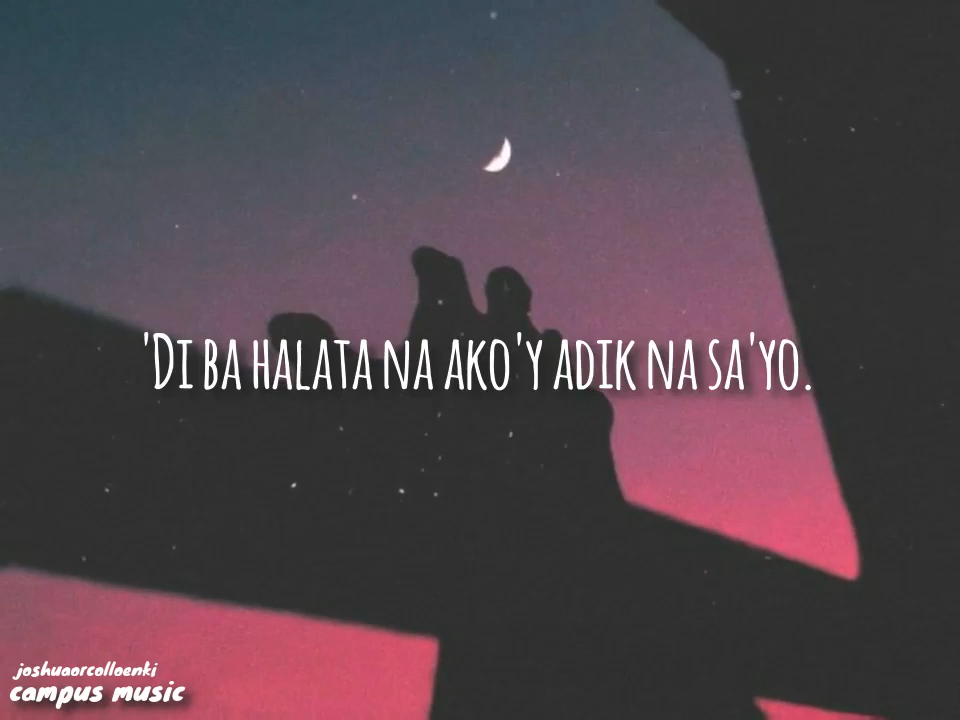 'Di ba halata na ako'y adik na sa'yo.
joshuaorcolloenki
campus music